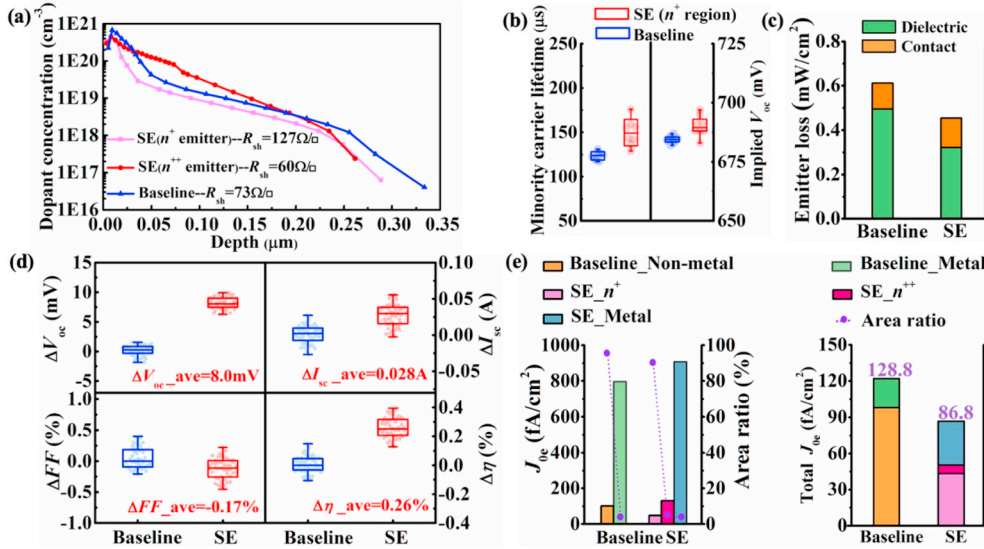 (a)
Dopant concentration (cm⁻³)
1E21
1E20
1E19
1E18
1E17
1E16
SE(n⁺ emitter)--Rsh=127Ω/□
SE(n⁺⁺ emitter)--Rsh=60Ω/□
Baseline--Rsh=73Ω/□
0.00 0.05 0.10 0.15 0.20 0.25 0.30 0.35
Depth (μm)
(b)
SE (n⁺ region)
Baseline
Minority carrier lifetime (μs)
250
225
200
175
150
125
100
75
50
725
700
675
650
Implied Voc (mV)
(c)
Dielectric
Contact
Emitter loss (mW/cm²)
0.8
0.6
0.4
0.2
0.0
Baseline SE
(d)
ΔVoc (mV)
15
10
5
0
-5
ΔVoc_ave=8.0mV
ΔIsc_ave=0.028A
0.10
0.05
0.00
-0.05
ΔIsc (A)
ΔFF (%)
1.0
0.5
0.0
-0.5
-1.0
ΔFF_ave=-0.17%
Δη_ave=0.26%
0.4
0.2
0.0
-0.2
-0.4
Δη (%)
Baseline SE Baseline SE
(e)
Baseline_Non-metal
Baseline_Metal
SE_n⁺
SE_n⁺⁺
SE_Metal
Area ratio
J0e (fA/cm²)
1000
800
600
400
200
0
100
80
60
40
20
0
Area ratio (%)
Baseline SE
Total J0e (fA/cm²)
150
120
90
60
30
0
128.8
86.8
Baseline SE